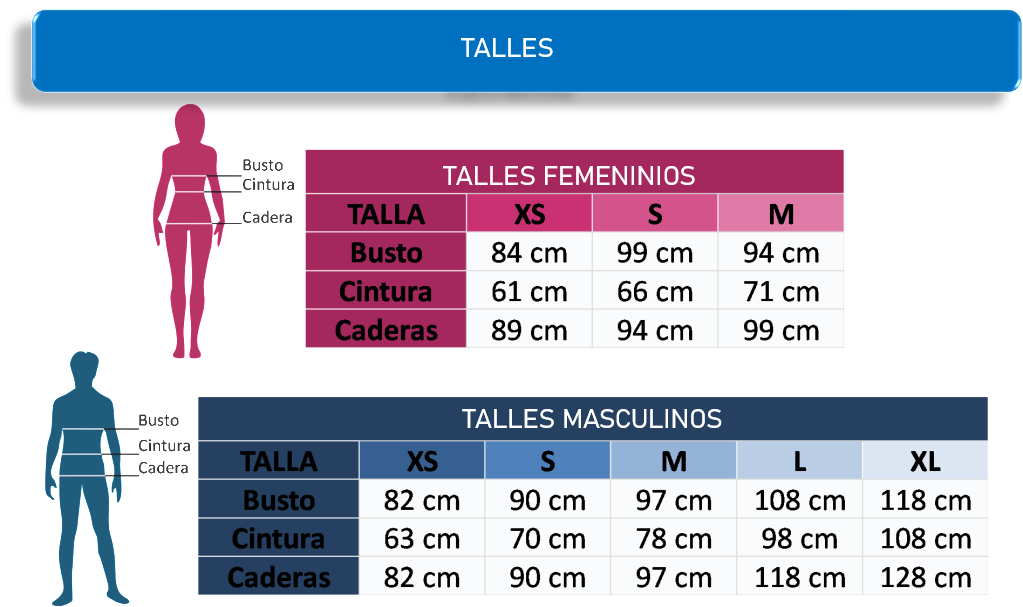 TALLES
Busto
Cintura
Cadera
TALLES FEMENINIOS
TALLA XS S M
Busto 84 cm 99 cm 94 cm
Cintura 61 cm 66 cm 71 cm
Caderas 89 cm 94 cm 99 cm
Busto
Cintura
Cadera
TALLES MASCULINOS
TALLA XS S M L XL
Busto 82 cm 90 cm 97 cm 108 cm 118 cm
Cintura 63 cm 70 cm 78 cm 98 cm 108 cm
Caderas 82 cm 90 cm 97 cm 118 cm 128 cm